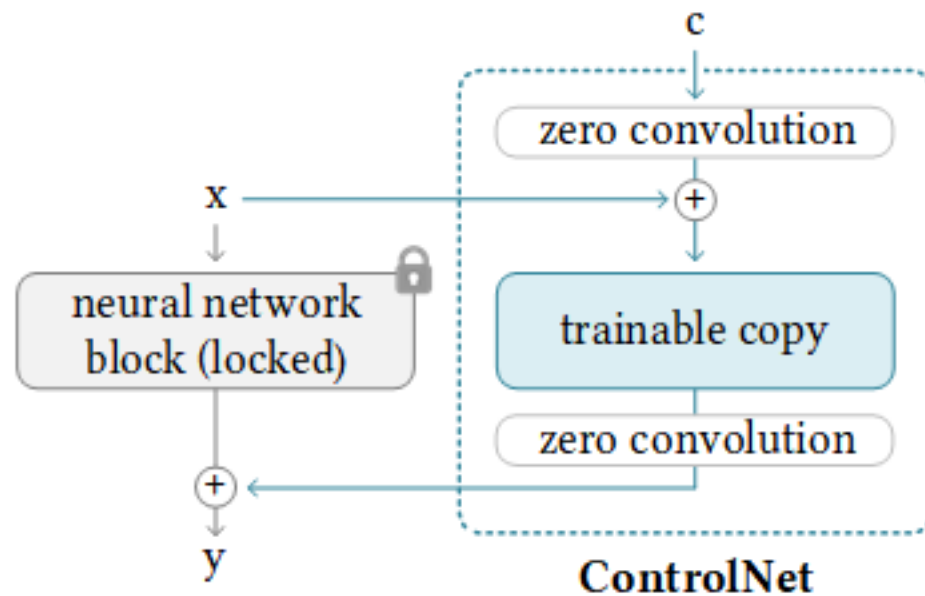 c
zero convolution
+
x
neural network
block (locked)
trainable copy
zero convolution
+
y
ControlNet